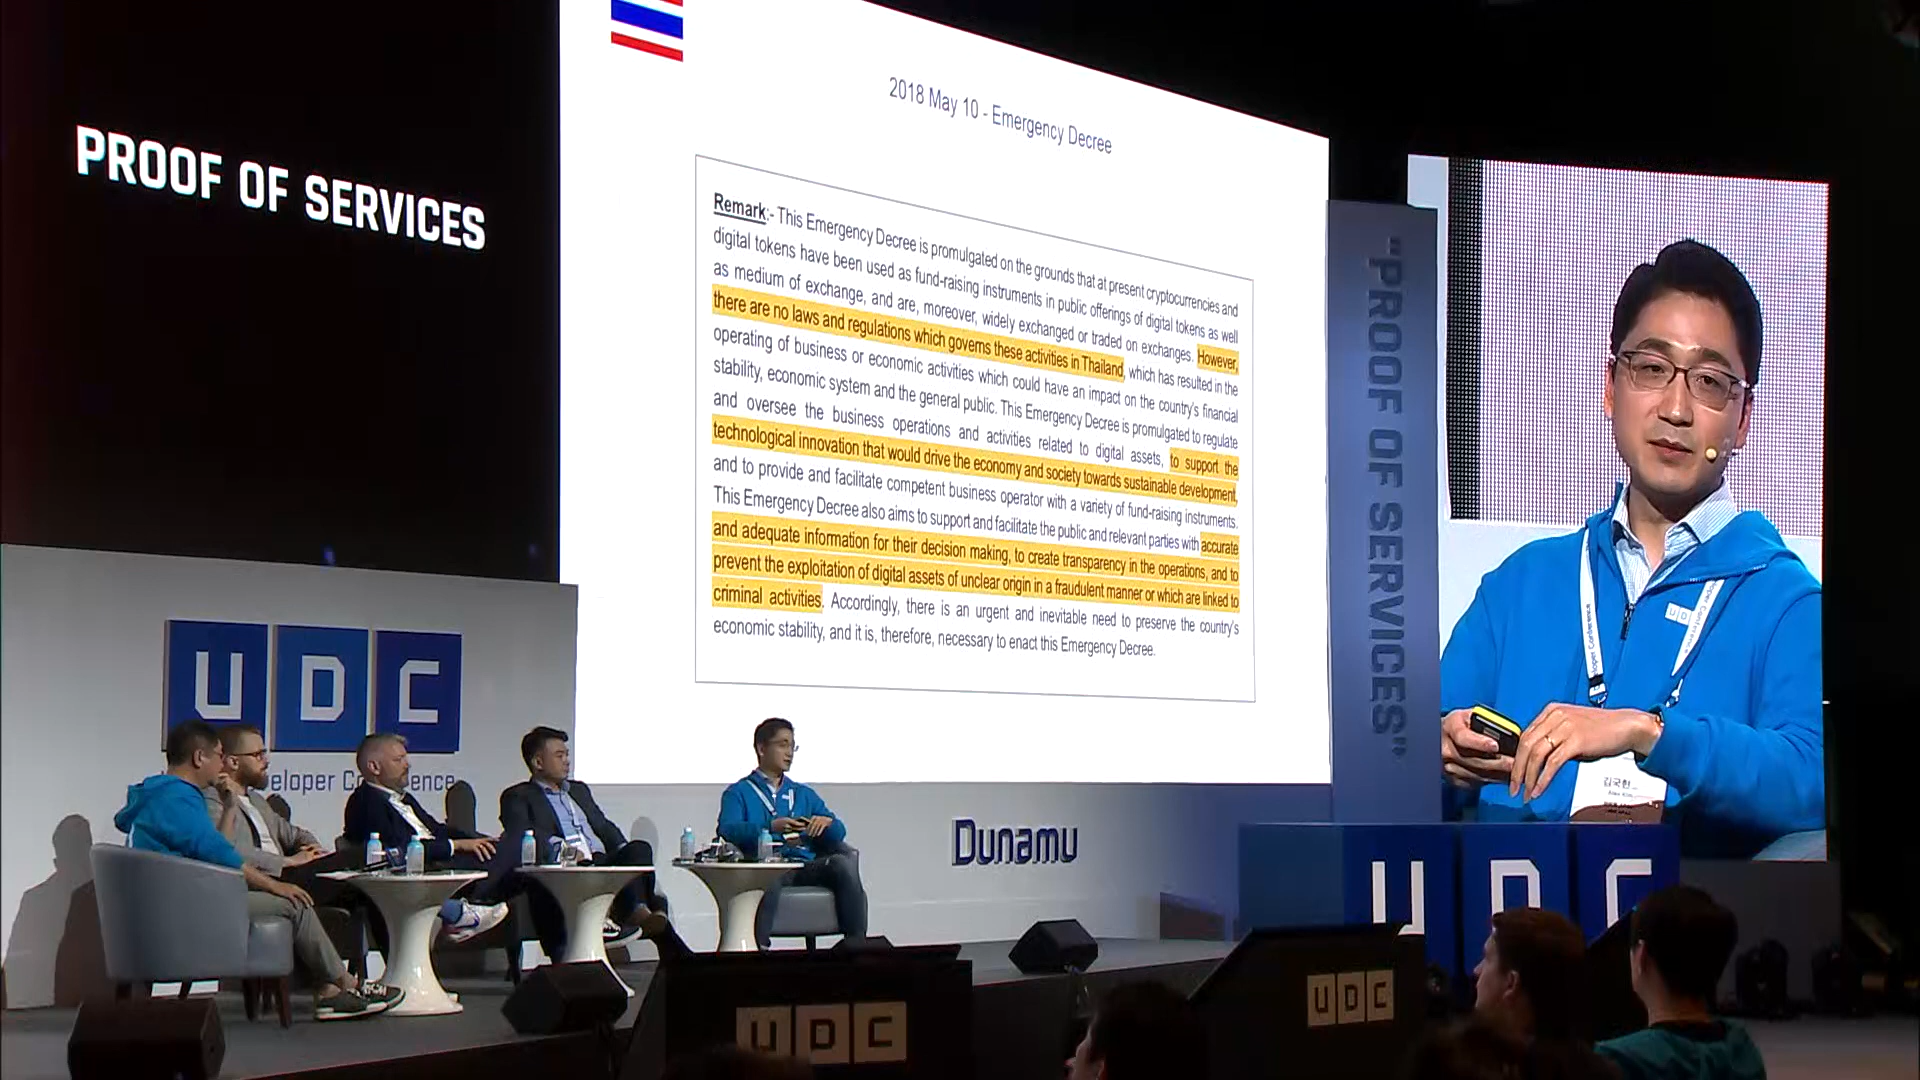 PROOF OF SERVICES
2018 May 10 - Emergency Decree
Remark:- This Emergency Decree is promulgated on the grounds that at present cryptocurrencies and
digital tokens have been used as fund-raising instruments in public offerings of digital tokens as well
as medium of exchange, and are, moreover, widely exchanged or traded on exchanges. However,
there are no laws and regulations which governs these activities in Thailand, which has resulted in the
operating of business or economic activities which could have an impact on the country's financial
stability, economic system and the general public. This Emergency Decree is promulgated to regulate
and oversee the business operations and activities related to digital assets, to support the
technological innovation that would drive the economy and society towards sustainable development,
and to provide and facilitate competent business operator with a variety of fund-raising instruments.
This Emergency Decree also aims to support and facilitate the public and relevant parties with accurate
and adequate information for their decision making, to create transparency in the operations, and to
prevent the exploitation of digital assets of unclear origin in a fraudulent manner or which are linked to
criminal activities. Accordingly, there is an urgent and inevitable need to preserve the country's
economic stability, and it is, therefore, necessary to enact this Emergency Decree.
"PROOF OF SERVICES"
UDC
Dunamu
UDC
김국현
UDC
UDC
UDC